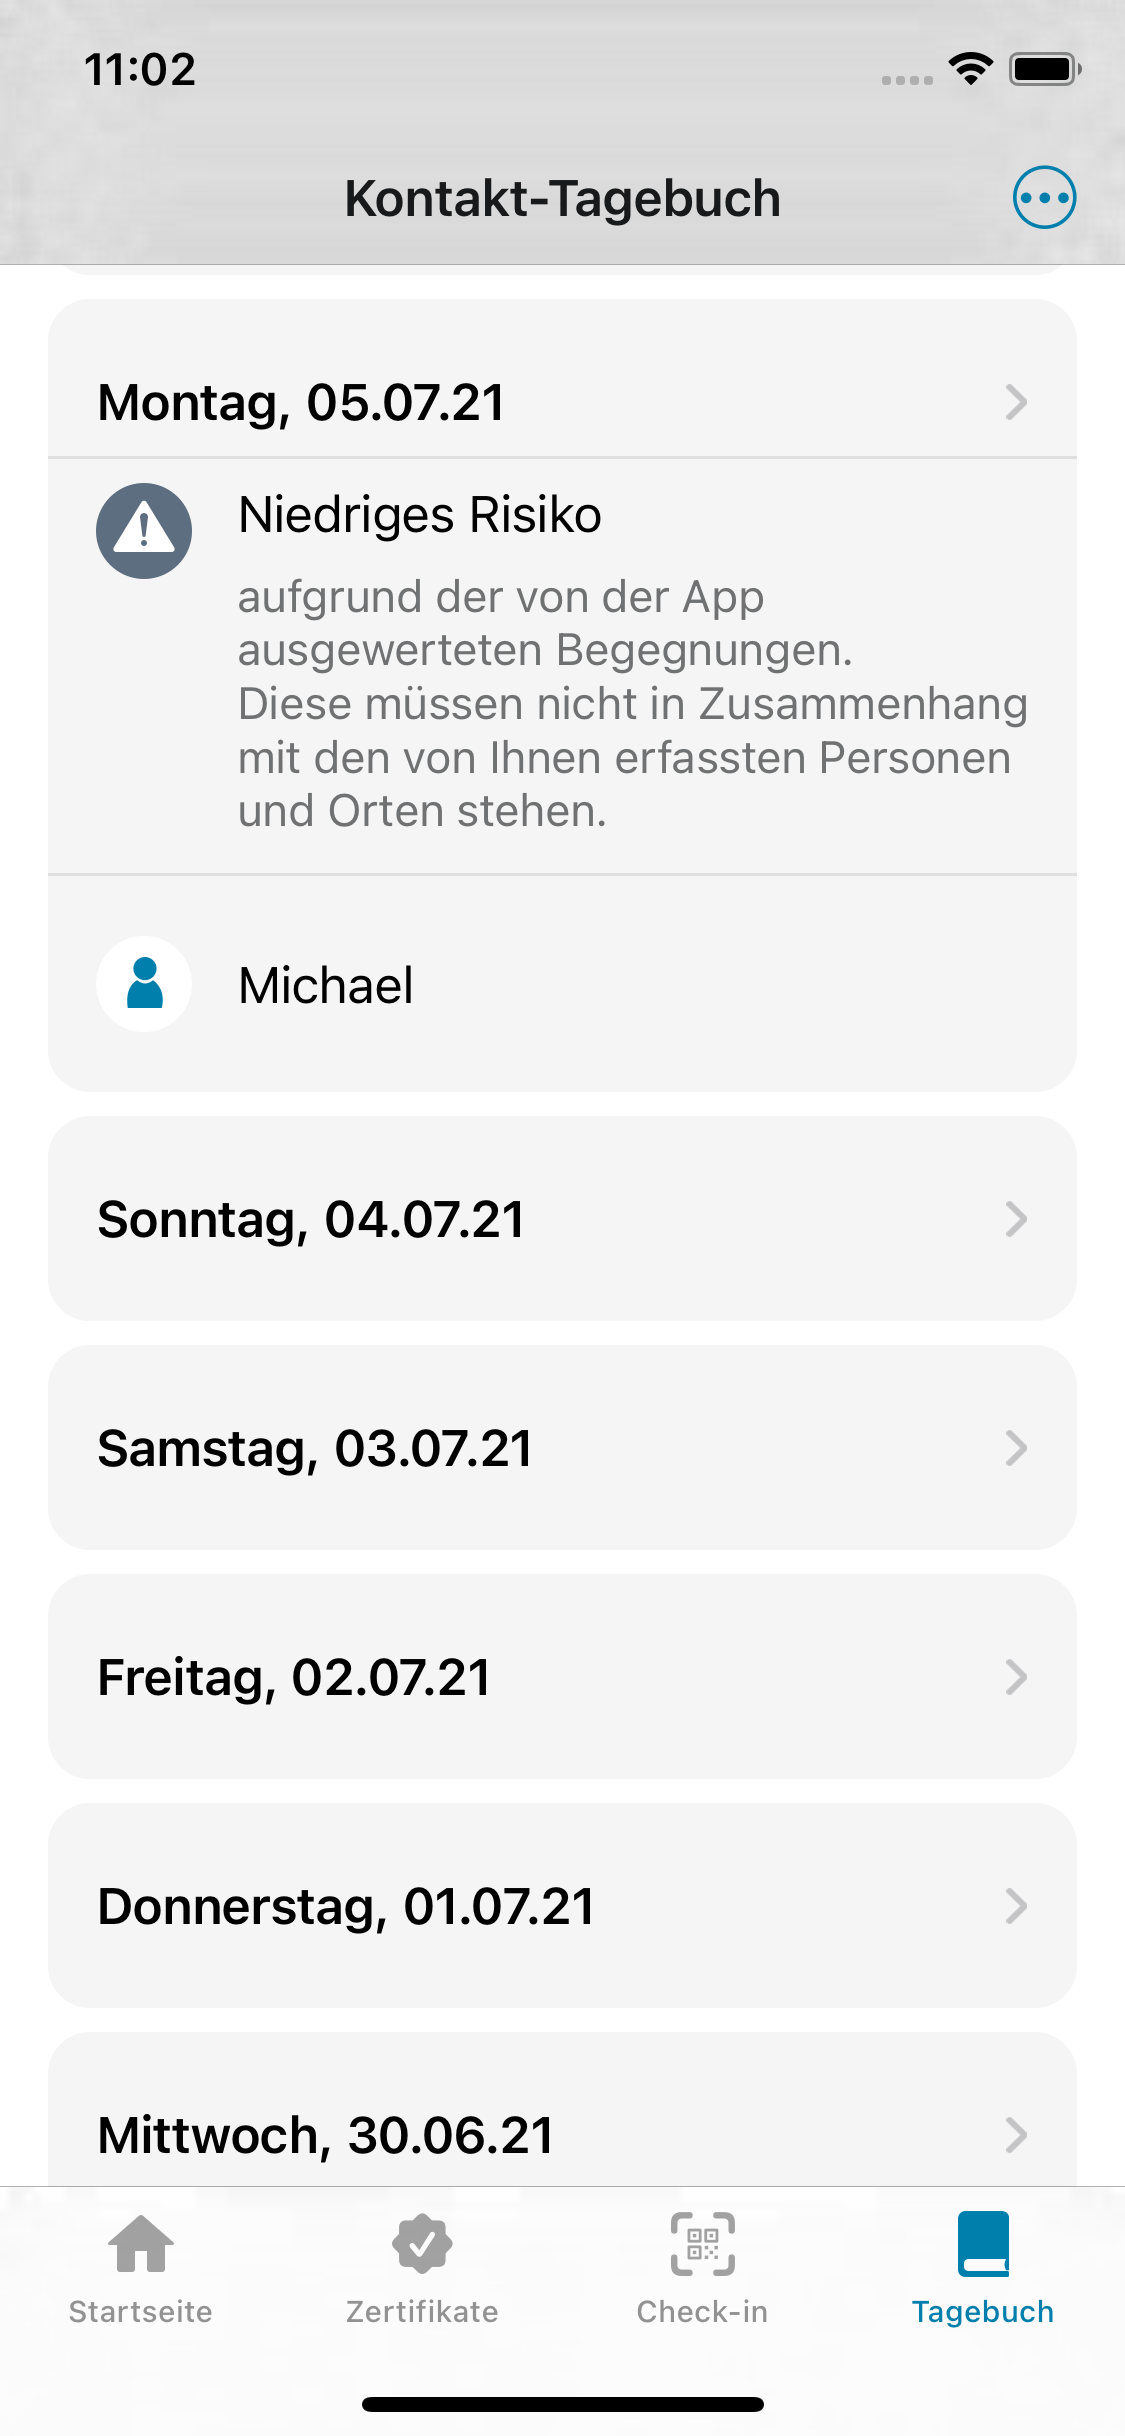 11:02
Kontakt-Tagebuch
Montag, 05.07.21
Niedriges Risiko
aufgrund der von der App
ausgewerteten Begegnungen.
Diese müssen nicht in Zusammenhang
mit den von Ihnen erfassten Personen
und Orten stehen.
Michael
Sonntag, 04.07.21
Samstag, 03.07.21
Freitag, 02.07.21
Donnerstag, 01.07.21
Mittwoch, 30.06.21
Startseite Zertifikate Check-in Tagebuch